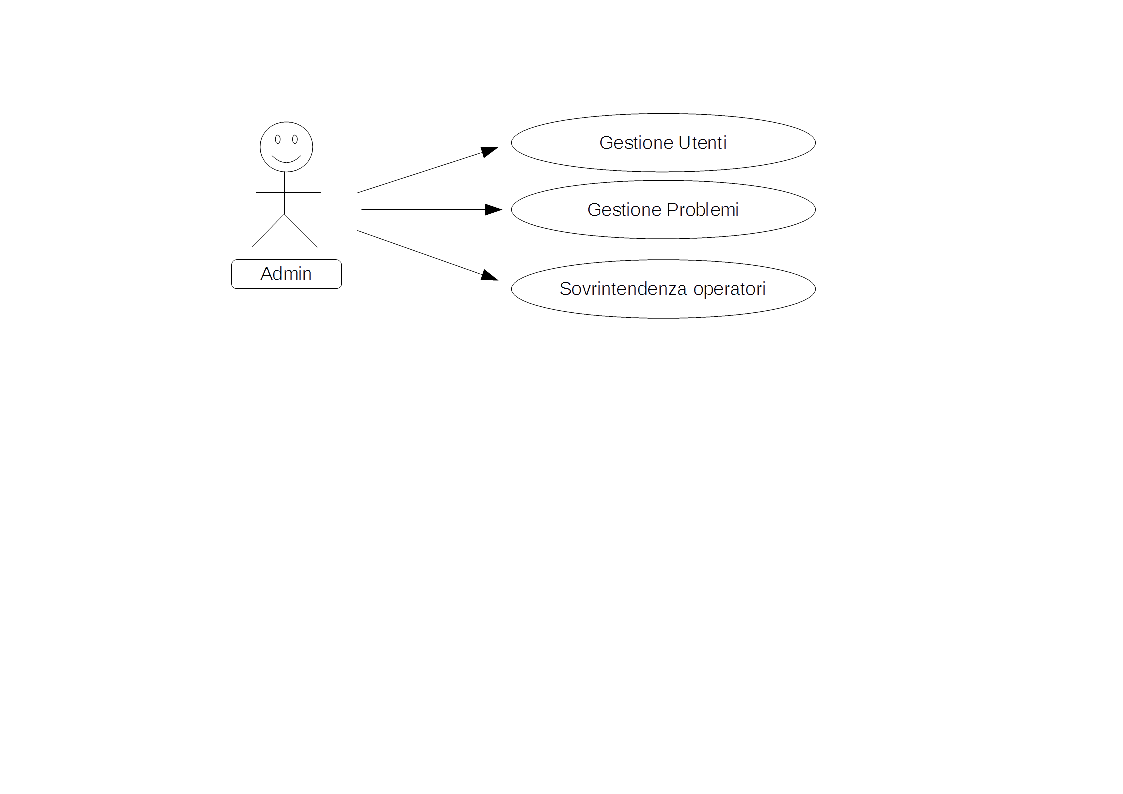 Gestione Utenti
Gestione Problemi
Admin
Sovrintendenza operatori